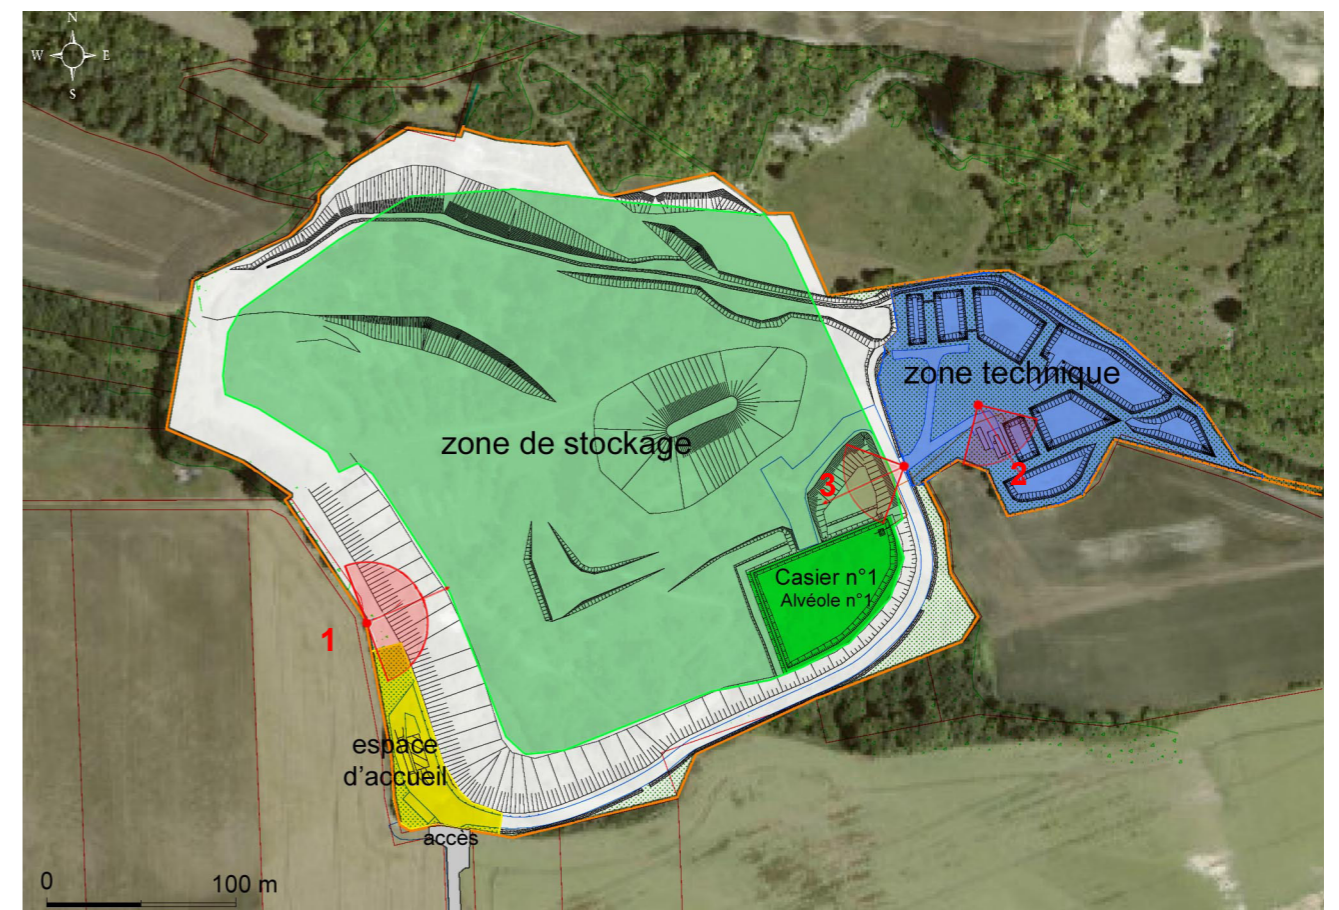 N
W E
S
zone technique
zone de stockage
2
3
Casier n°1
Alvéole n°1
1
espace
d'accueil
accès
0 100 m